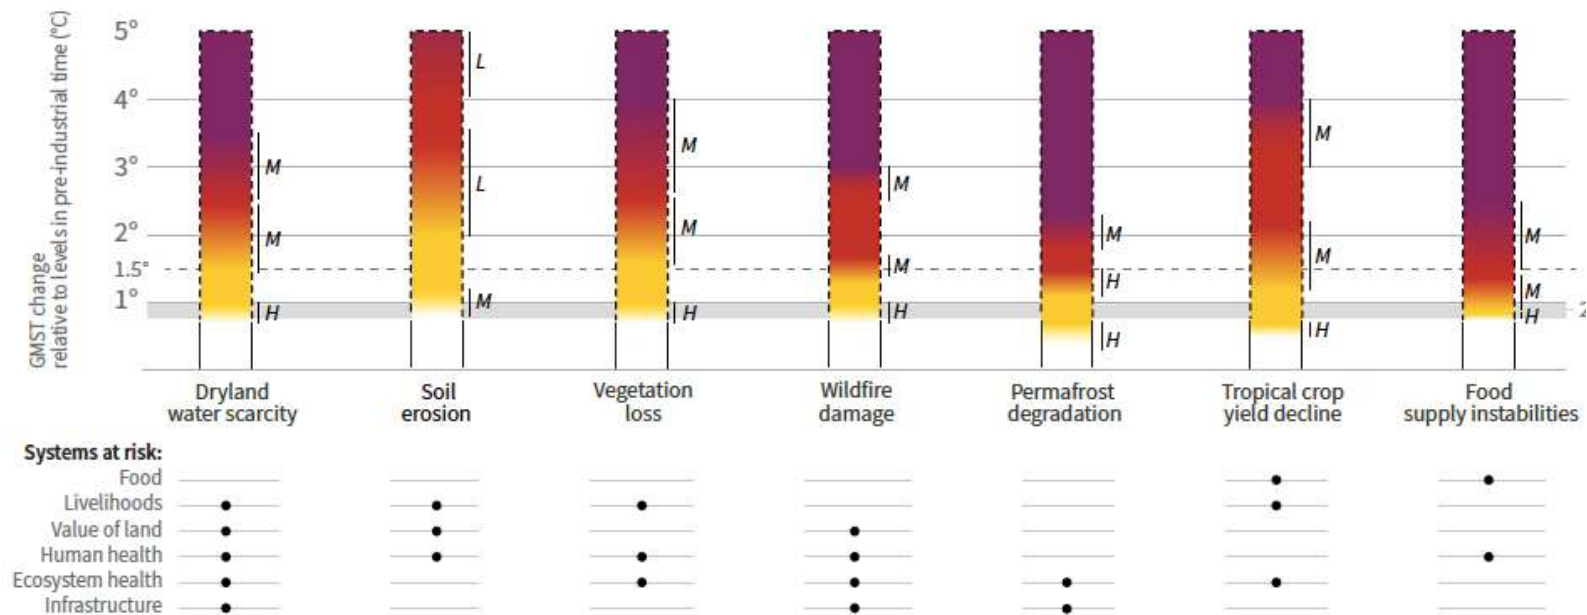 GMST change
relative to levels in pre-industrial time (°C)
5°
4°
3°
2°
1.5°
1°
M
M
H
L
L
M
M
M
H
M
M
H
M
H
H
M
M
H
M
M
H
2
Dryland
water scarcity
Soil
erosion
Vegetation
loss
Wildfire
damage
Permafrost
degradation
Tropical crop
yield decline
Food
supply instabilities
Systems at risk:
Food
Livelihoods
Value of land
Human health
Ecosystem health
Infrastructure